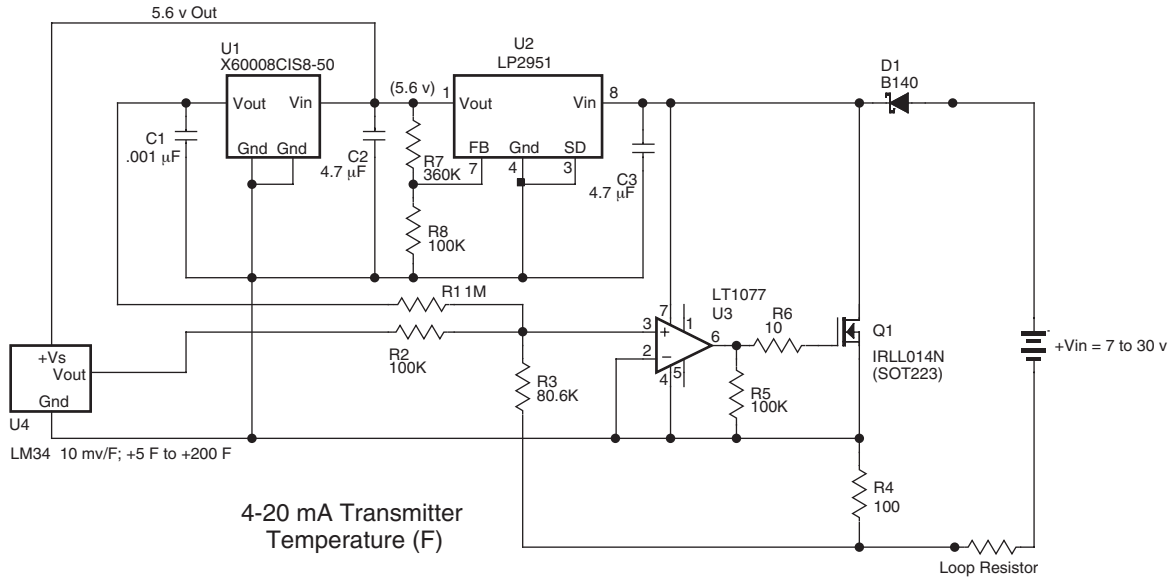 5.6 v Out
U1
X60008CIS8-50
Vout
Vin
Gnd
Gnd
C1
.001 µF
C2
4.7 µF
(5.6 v)
1
U2
LP2951
Vout
Vin
8
FB
Gnd
SD
7
4
3
R7
360K
R8
100K
C3
4.7 µF
D1
B140
R1 1M
R2
100K
R3
80.6K
LT1077
U3
7
1
3
+
2
–
6
4
5
R6
10
R5
100K
Q1
IRLL014N
(SOT223)
+Vin = 7 to 30 v
+Vs
Vout
Gnd
U4
LM34 10 mv/F; +5 F to +200 F
R4
100
4-20 mA Transmitter
Temperature (F)
Loop Resistor